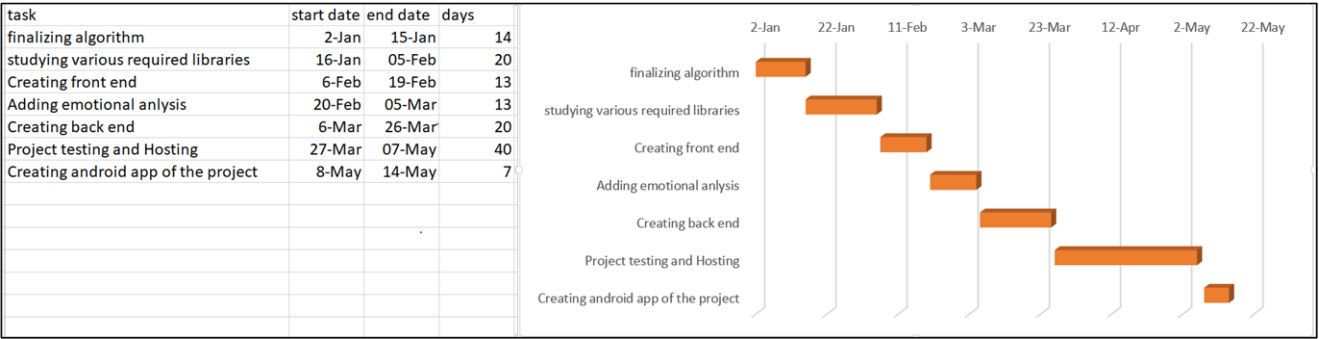 task start date end date days
finalizing algorithm 2-Jan 15-Jan 14
studying various required libraries 16-Jan 05-Feb 20
Creating front end 6-Feb 19-Feb 13
Adding emotional anlysis 20-Feb 05-Mar 13
Creating back end 6-Mar 26-Mar 20
Project testing and Hosting 27-Mar 07-May 40
Creating android app of the project 8-May 14-May 7
2-Jan 22-Jan 11-Feb 3-Mar 23-Mar 12-Apr 2-May 22-May
finalizing algorithm
studying various required libraries
Creating front end
Adding emotional anlysis
Creating back end
Project testing and Hosting
Creating android app of the project